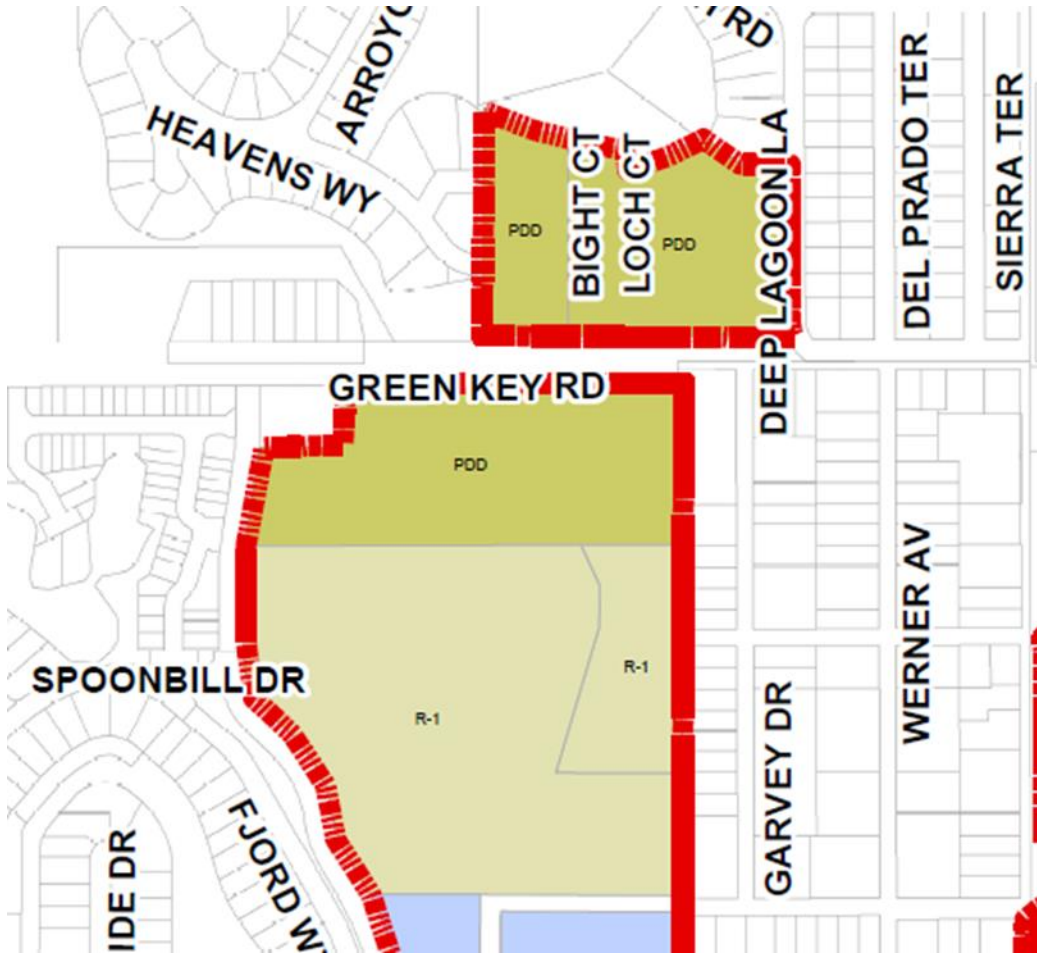 ARROYO
RD
HEAVENS WY
PDD
BIGHT CT
LOCH CT
PDD
DEEP LAGOON LA
DEL PRADO TER
SIERRA TER
GREEN KEY RD
PDD
SPOONBILL DR
R-1
R-1
GARVEY DR
WERNER AV
FJORD W
IDE DR